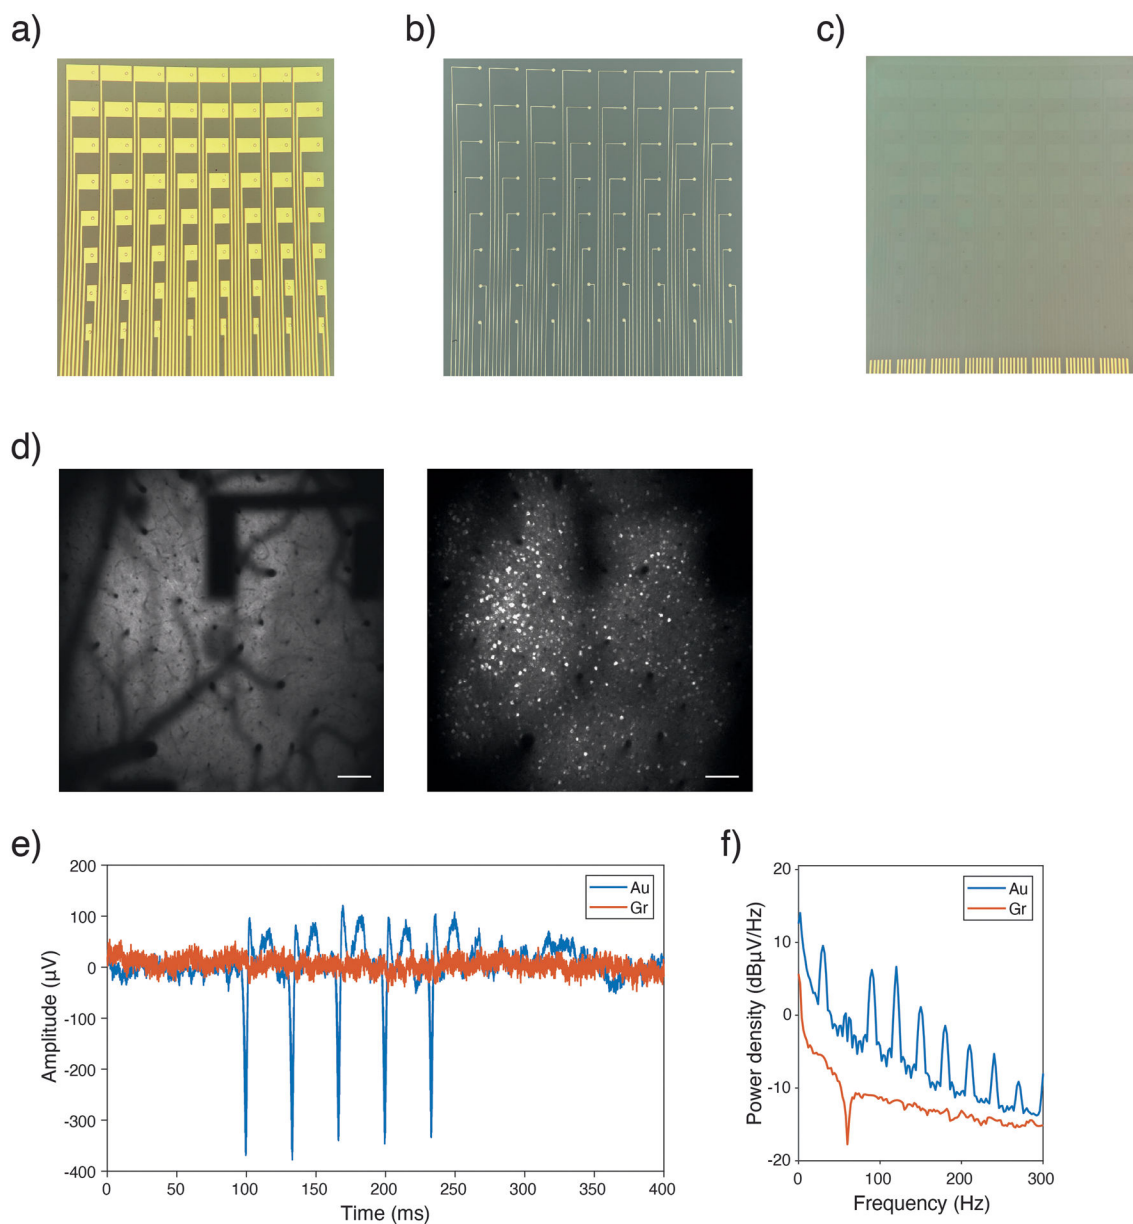 a)
b)
c)
d)
e)
Amplitude (µV)
200
100
0
-100
-200
-300
-400
0 50 100 150 200 250 300 350 400
Time (ms)
Au
Gr
f)
Power density (dBµV/Hz)
20
10
0
-10
-20
0 100 200 300
Frequency (Hz)
Au
Gr